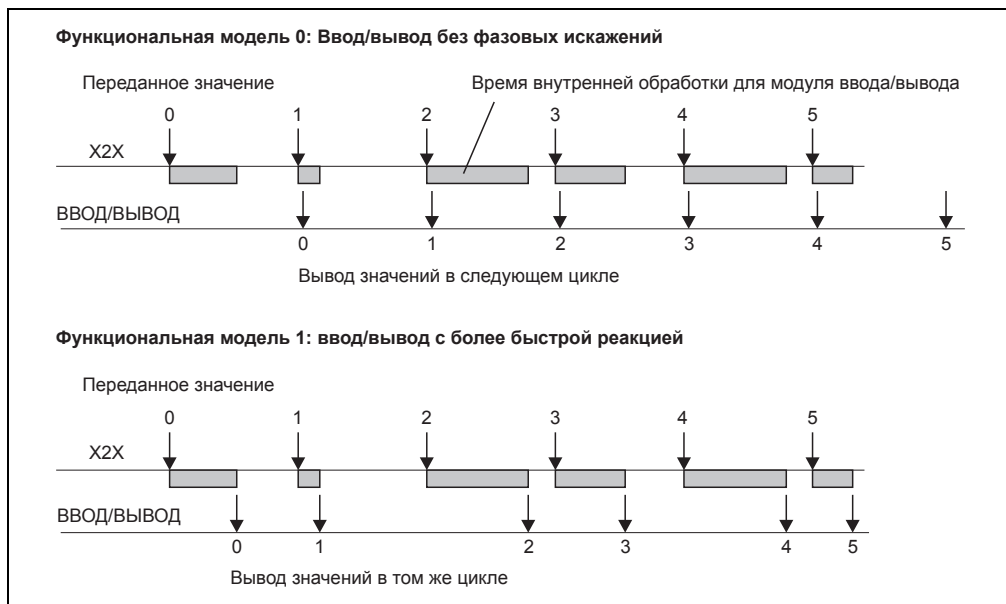 Функциональная модель 0: Ввод/вывод без фазовых искажений
Переданное значение
Время внутренней обработки для модуля ввода/вывода
0 1 2 3 4 5
X2X
ВВОД/ВЫВОД
0 1 2 3 4 5
Вывод значений в следующем цикле
Функциональная модель 1: ввод/вывод с более быстрой реакцией
Переданное значение
0 1 2 3 4 5
X2X
ВВОД/ВЫВОД
0 1 2 3 4 5
Вывод значений в том же цикле